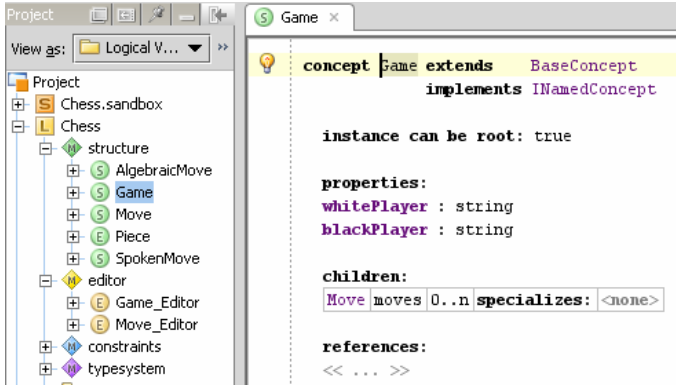 Project
View as: Logical V...
Project
Chess.sandbox
Chess
structure
AlgebraicMove
Game
Move
Piece
SpokenMove
editor
Game_Editor
Move_Editor
constraints
typesystem
Game
concept Game extends BaseConcept
implements INamedConcept
instance can be root: true
properties:
whitePlayer : string
blackPlayer : string
children:
Move moves 0..n specializes: <none>
references:
<< ... >>